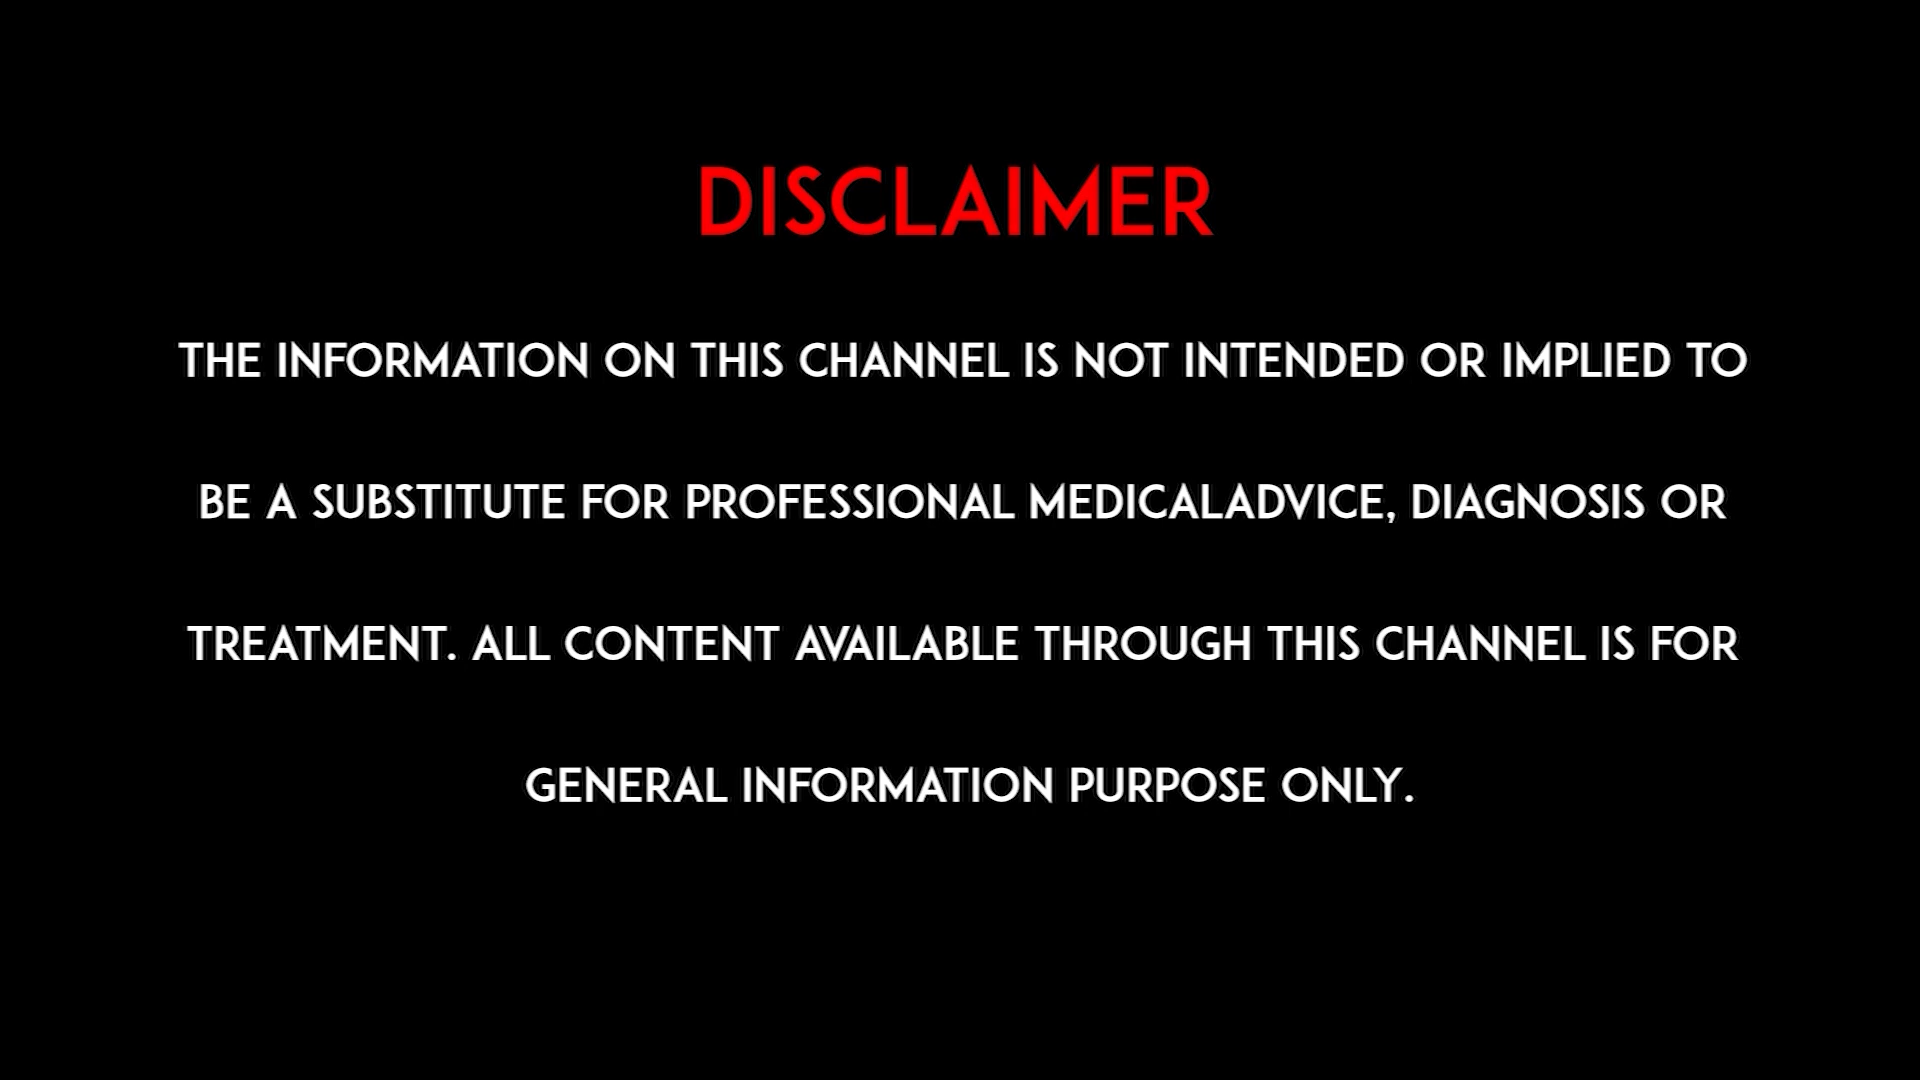 DISCLAIMER
THE INFORMATION ON THIS CHANNEL IS NOT INTENDED OR IMPLIED TO
BE A SUBSTITUTE FOR PROFESSIONAL MEDICALADVICE, DIAGNOSIS OR
TREATMENT. ALL CONTENT AVAILABLE THROUGH THIS CHANNEL IS FOR
GENERAL INFORMATION PURPOSE ONLY.